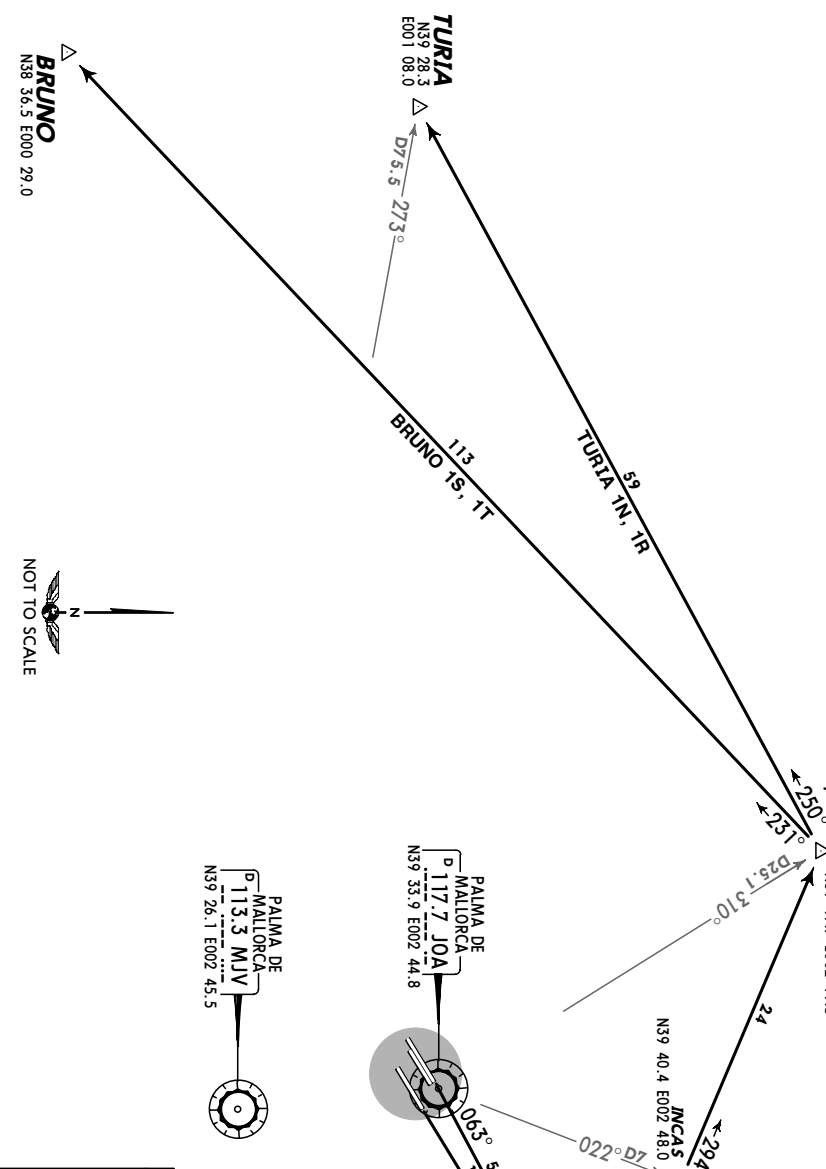 TURIA
N39 28.3
E001 08.0
BRUNO
N38 36.5 E000 29.0
D75.5 273°
59
TURIA 1N, 1R
113
BRUNO 1S, 1T
250°
231°
D25.1 310°
24
294
INCAS
N39 40.4 E002 48.0
022° D7
063°
5
PALMA DE
MALLORCA
D 117.7 JOA
N39 33.9 E002 44.8
PALMA DE
MALLORCA
D 113.3 MJV
N39 26.1 E002 45.5
N
NOT TO SCALE